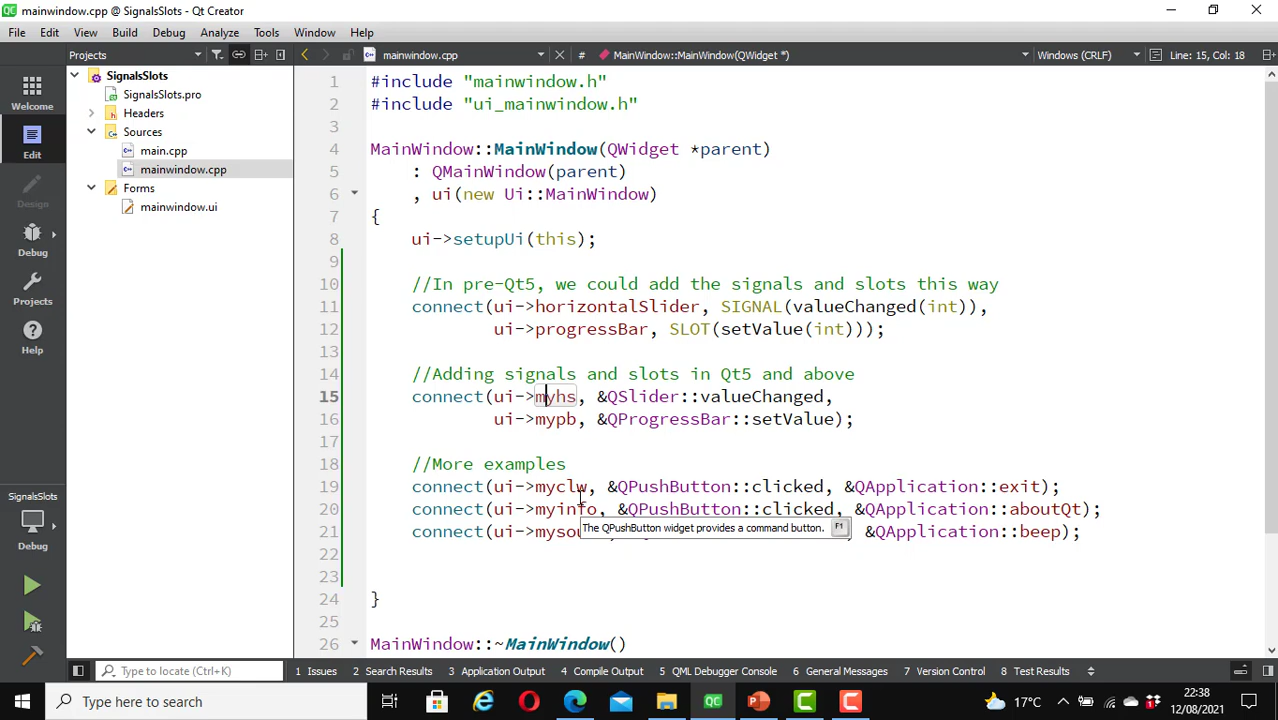 mainwindow.cpp @ SignalsSlots - Qt Creator
File Edit View Build Debug Analyze Tools Window Help
Projects mainwindow.cpp # MainWindow::MainWindow(QWidget *) Windows (CRLF) Line: 15, Col: 18
Welcome
Edit
Design
Debug
Projects
Help
SignalsSlots
Debug
SignalsSlots
SignalsSlots.pro
Headers
Sources
main.cpp
mainwindow.cpp
Forms
mainwindow.ui
1 #include "mainwindow.h"
2 #include "ui_mainwindow.h"
3
4 MainWindow::MainWindow(QWidget *parent)
5 : QMainWindow(parent)
6 , ui(new Ui::MainWindow)
7 {
8 ui->setupUi(this);
9
10 //In pre-Qt5, we could add the signals and slots this way
11 connect(ui->horizontalSlider, SIGNAL(valueChanged(int)),
12 ui->progressBar, SLOT(setValue(int)));
13
14 //Adding signals and slots in Qt5 and above
15 connect(ui->myhs, &QSlider::valueChanged,
16 ui->mypb, &QProgressBar::setValue);
17
18 //More examples
19 connect(ui->myclw, &QPushButton::clicked, &QApplication::exit);
20 connect(ui->myinfo, &QPushButton::clicked, &QApplication::aboutQt);
The QPushButton widget provides a command button. F1
21 connect(ui-> &QApplication::beep);
22
23
24 }
25
26 MainWindow::~MainWindow()
Type to locate (Ctrl+K) 1 Issues 2 Search Results 3 Application Output 4 Compile Output 5 QML Debugger Console 6 General Messages 7 Version Control 8 Test Results
Type here to search 17°C 22:38
12/08/2021